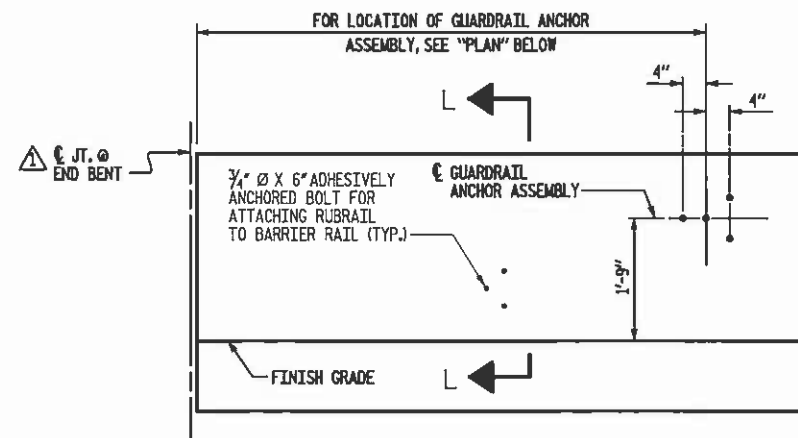 FOR LOCATION OF GUARDRAIL ANCHOR
ASSEMBLY, SEE "PLAN" BELOW
4"
4"
L
1
℄ JT. @
END BENT
3/4" Ø X 6" ADHESIVELY
ANCHORED BOLT FOR
ATTACHING RUBRAIL
TO BARRIER RAIL (TYP.)
℄ GUARDRAIL
ANCHOR ASSEMBLY
1'-9"
FINISH GRADE
L